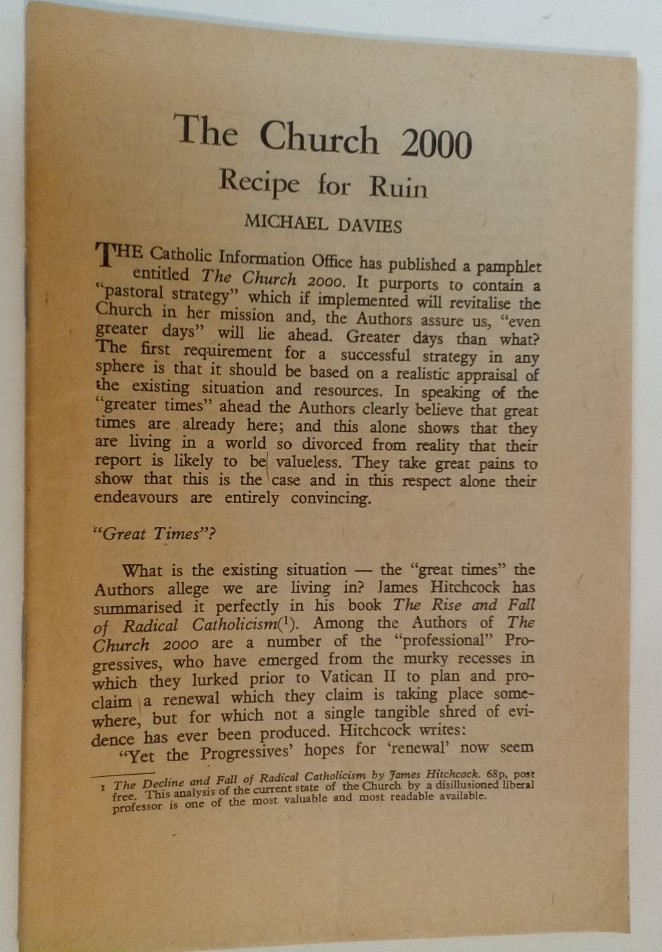 The Church 2000
Recipe for Ruin
MICHAEL DAVIES
THE Catholic Information Office has published a pamphlet
entitled The Church 2000. It purports to contain a
“pastoral strategy” which if implemented will revitalise the
Church in her mission and, the Authors assure us, “even
greater days” will lie ahead. Greater days than what?
The first requirement for a successful strategy in any
sphere is that it should be based on a realistic appraisal of
the existing situation and resources. In speaking of the
“greater times” ahead the Authors clearly believe that great
times are already here; and this alone shows that they
are living in a world so divorced from reality that their
report is likely to be valueless. They take great pains to
show that this is the case and in this respect alone their
endeavours are entirely convincing.
“Great Times”?
What is the existing situation — the “great times” the
Authors allege we are living in? James Hitchcock has
summarised it perfectly in his book The Rise and Fall
of Radical Catholicism(¹). Among the Authors of The
Church 2000 are a number of the “professional” Pro-
gressives, who have emerged from the murky recesses in
which they lurked prior to Vatican II to plan and pro-
claim a renewal which they claim is taking place some-
where, but for which not a single tangible shred of evi-
dence has ever been produced. Hitchcock writes:
“Yet the Progressives’ hopes for ‘renewal’ now seem
1 The Decline and Fall of Radical Catholicism by James Hitchcock. 68p, post
free. This analysis of the current state of the Church by a disillusioned liberal
professor is one of the most valuable and most readable available.